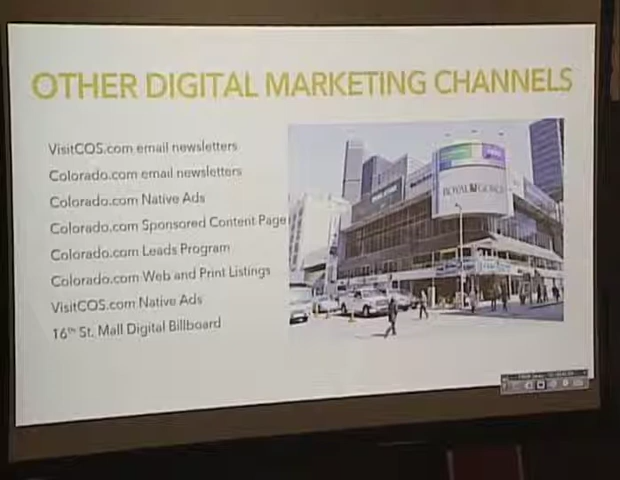 OTHER DIGITAL MARKETING CHANNELS
VisitCOS.com email newsletters
Colorado.com email newsletters
Colorado.com Native Ads
Colorado.com Sponsored Content Page
Colorado.com Leads Program
Colorado.com Web and Print Listings
VisitCOS.com Native Ads
16th St. Mall Digital Billboard
ROYAL GORGE